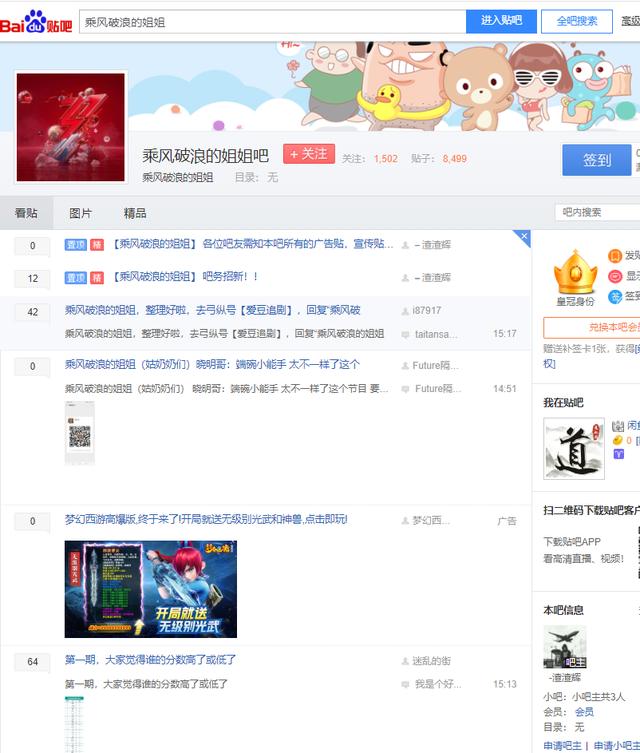 Bai du 贴吧
乘风破浪的姐姐
进入贴吧
全吧搜索
高级
乘风破浪的姐姐吧
+ 关注
关注：1,502
贴子：8,499
乘风破浪的姐姐
目录：无
签到
看贴
图片
精品
吧内搜索
0
置顶 精 【乘风破浪的姐姐】 各位吧友需知本吧所有的广告贴，宣传贴…
–渣渣辉
12
置顶 精 【乘风破浪的姐姐】 吧务招新！！
–渣渣辉
42
乘风破浪的姐姐，整理好啦，去弓纵号【爱豆追剧】，回复"乘风破
i87917
乘风破浪的姐姐，整理好啦，去弓纵号【爱豆追剧】，回复"乘风破浪的姐姐
taitansa...
15:17
0
乘风破浪的姐姐（姑奶奶们）晓明哥：端碗小能手 太不一样了这个
Future隔...
乘风破浪的姐姐（姑奶奶们） 晓明哥：端碗小能手 太不一样了这个节目 要…
Future隔...
14:51
0
梦幻西游高爆版,终于来了!开局就送无级别光武和神兽,点击即玩!
梦幻西...
广告
无级别光武
开局就送
无级别光武
64
第一期，大家觉得谁的分数高了或低了
迷乱的街
第一期，大家觉得谁的分数高了或低了
我是个好...
15:13
皇冠身份
发贴
显示
签到
兑换本吧会员
赠送补签卡1张，获得
权]
我在贴吧
道
闲鱼
0
扫二维码下载贴吧客户
下载贴吧APP
看高清直播、视频！
本吧信息
吧主
-渣渣辉
小吧：小吧主共3人
会员： 会员
目录： 无
申请吧主 | 申请小吧主